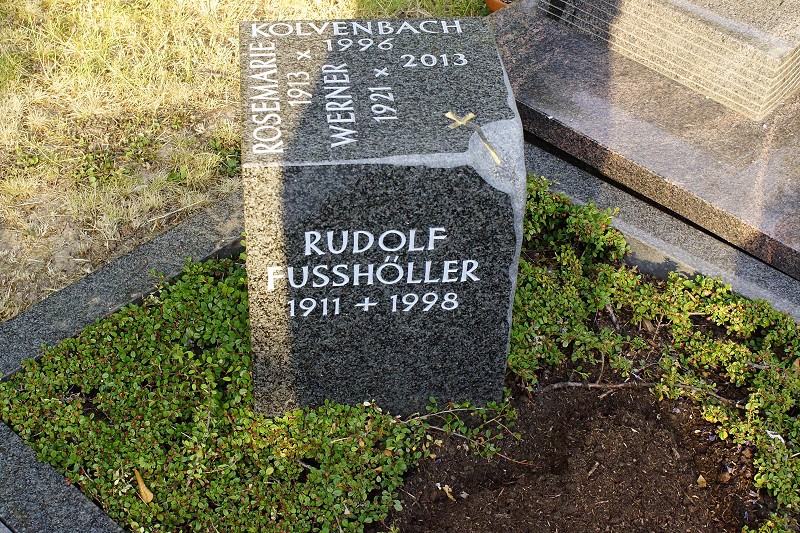 KOLVENBACH
ROSEMARIE
1913 × 1996
WERNER
1921 × 2013
RUDOLF
FUSSHÖLLER
1911 + 1998